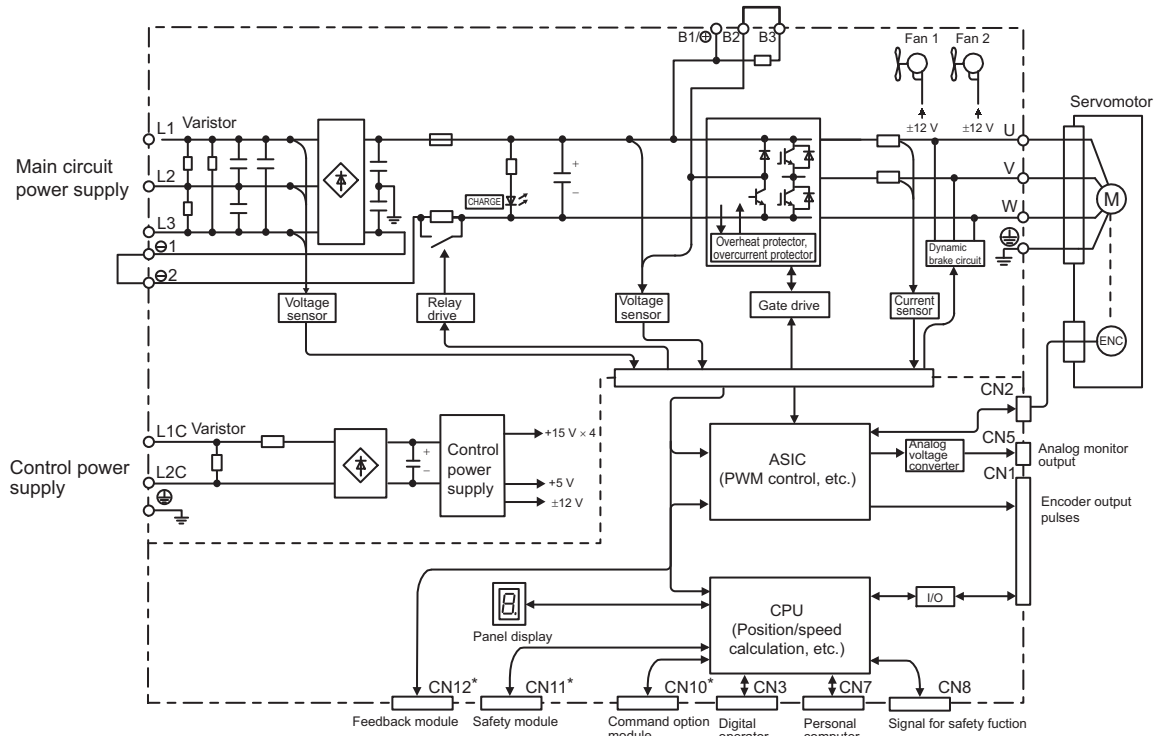 B1/⊕ B2 B3
Fan 1 Fan 2
±12 V ±12 V
Servomotor
Main circuit
power supply
L1 Varistor
L2
L3
⊖1
⊖2
CHARGE
+
−
Overheat protector,
overcurrent protector
U
V
W
M
Dynamic
brake circuit
Voltage
sensor
Relay
drive
Voltage
sensor
Gate drive
Current
sensor
ENC
Control power
supply
L1C Varistor
L2C
+
−
Control
power
supply
+15 V × 4
+5 V
±12 V
ASIC
(PWM control, etc.)
Analog
voltage
converter
CN2
CN5
Analog monitor
output
CN1
Encoder output
pulses
8.
Panel display
CPU
(Position/speed
calculation, etc.)
I/O
CN12* CN11* CN10* CN3 CN7 CN8
Feedback module
Safety module
Command option
module
Digital
operator
Personal
computer
Signal for safety fuction